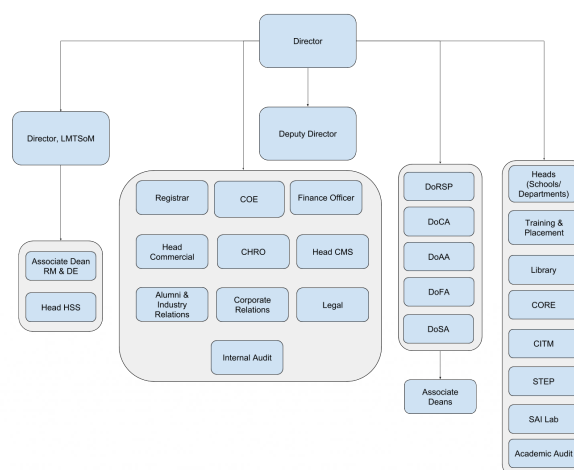 Director
Director, LMTSoM
Deputy Director
Associate Dean
RM & DE
Head HSS
Registrar
COE
Finance Officer
Head
Commercial
CHRO
Head CMS
Alumni &
Industry
Relations
Corporate
Relations
Legal
Internal Audit
DoRSP
DoCA
DoAA
DoFA
DoSA
Associate
Deans
Heads
(Schools/
Departments)
Training &
Placement
Library
CORE
CITM
STEP
SAI Lab
Academic Audit